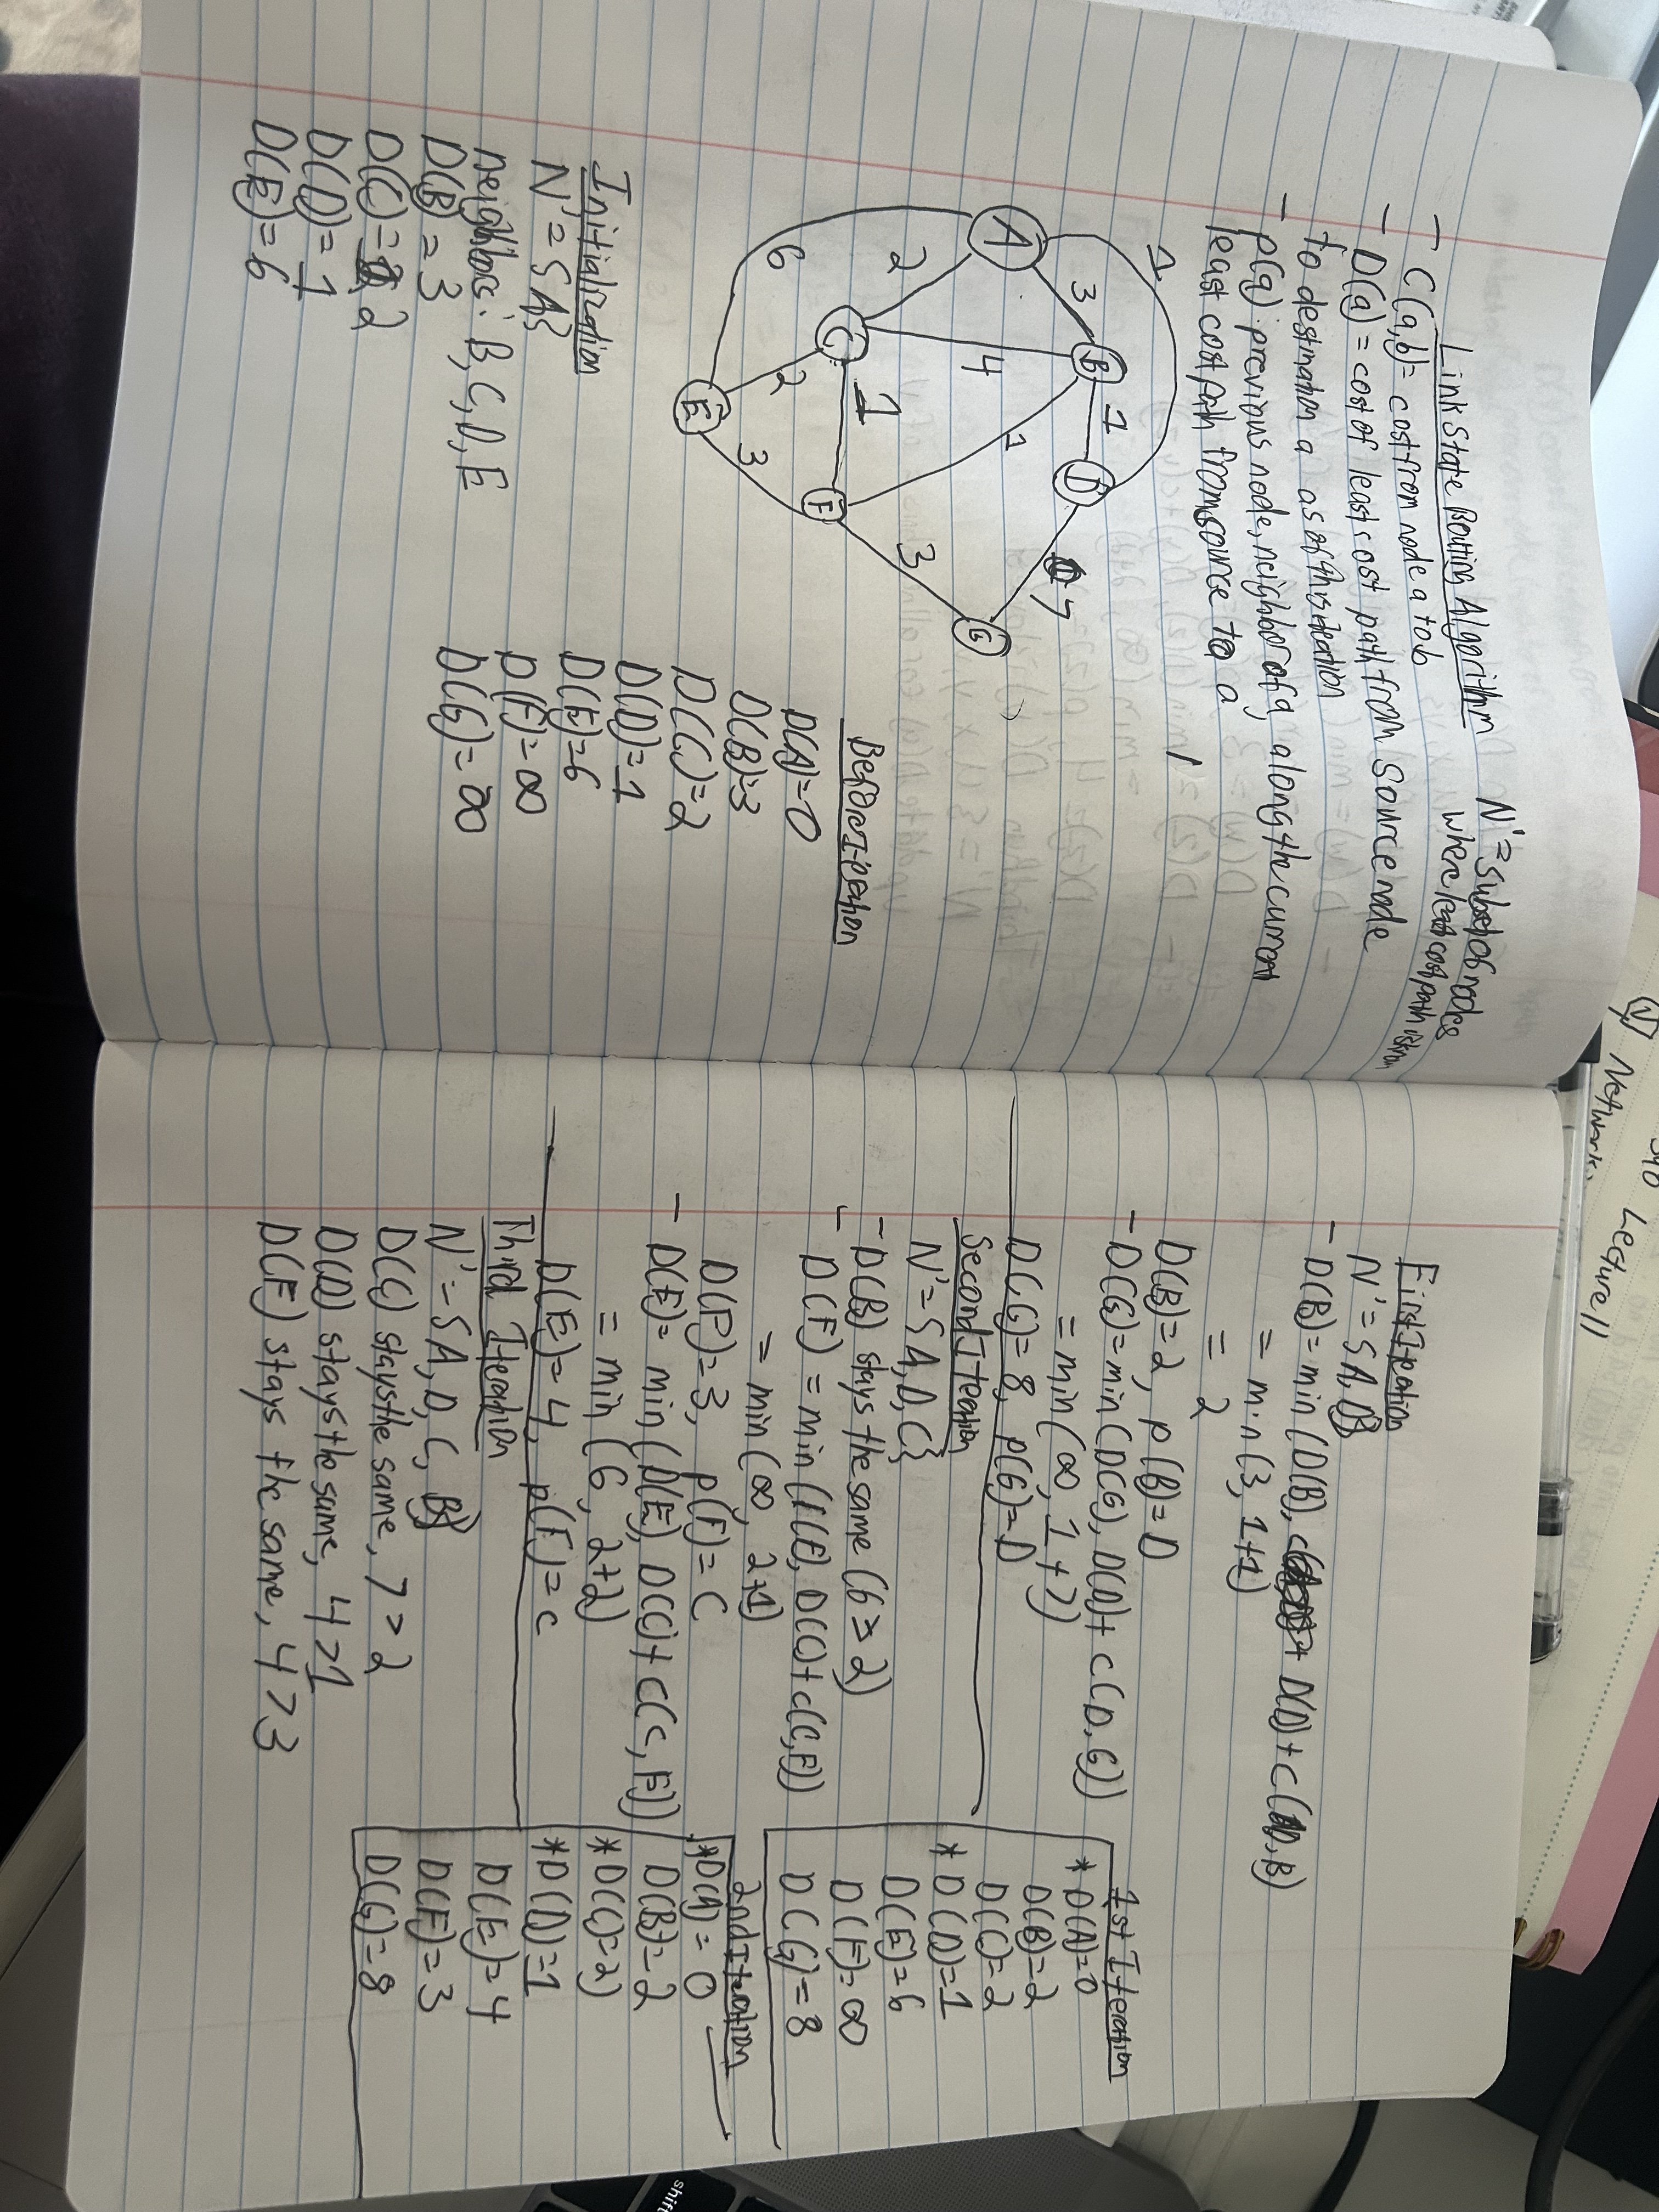 Link State Routing Algorithm
N' = subset of nodes
where least cost path is known
- C(a,b) = cost from node a to b
- D(a) = cost of least cost path from source node
to destination a as of this iteration
- p(a): previous node, neighbor of a, along the current
least cost path from source to a
A
B
C
D
E
F
G
1
3
1
2
4
1
7
6
2
1
3
3
Initialization
N' = {A}
neighbors: B, C, D, E
D(B) = 3
D(C) = 2
D(D) = 1
D(E) = 6
Before Iteration
D(A) = 0
D(B) = 3
D(C) = 2
D(D) = 1
D(E) = 6
D(F) = ∞
D(G) = ∞
Network
Lecture 11
First Iteration
N' = {A, D}
- D(B) = min (D(B), D(D) + C(D,B)
= min (3, 1+1)
= 2
D(B) = 2, p(B) = D
- D(G) = min (D(G), D(D) + C(D,G))
= min (∞, 1+7)
D(G) = 8, p(G) = D
Second Iteration
N' = {A, D, C}
- D(B) stays the same (6 > 2)
- D(F) = min (D(F), D(C) + C(C,F))
= min (∞, 2+1)
D(F) = 3, p(F) = C
- D(E) = min (D(E), D(C) + C(C,E))
= min (6, 2+2)
D(E) = 4, p(E) = C
Third Iteration
N' = {A, D, C, B}
D(C) stays the same, 7 > 2
D(D) stays the same, 4 > 1
D(F) stays the same, 4 > 3
1st Iteration
* D(A) = 0
D(B) = 2
D(C) = 2
* D(D) = 1
D(E) = 6
D(F) = ∞
D(G) = 8
2nd Iteration
* D(A) = 0
D(B) = 2
* D(C) = 2
* D(D) = 1
D(E) = 4
D(F) = 3
D(G) = 8
shift